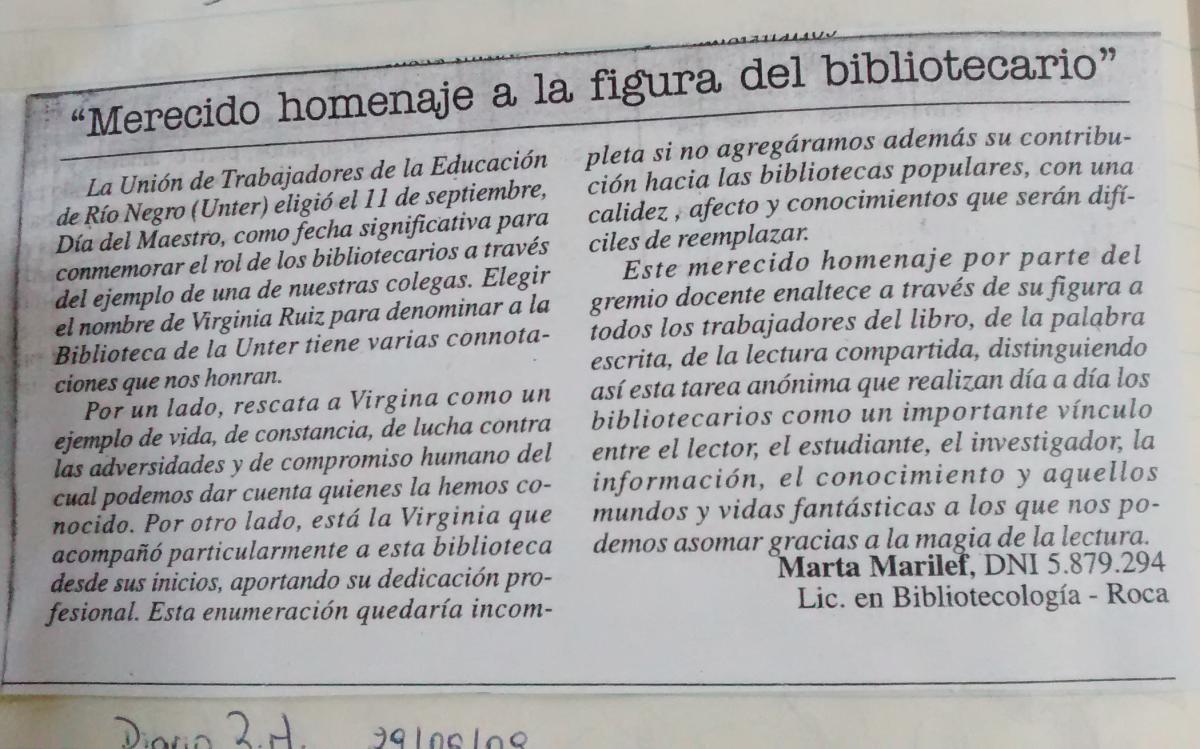 “Merecido homenaje a la figura del bibliotecario”
La Unión de Trabajadores de la Educación
de Río Negro (Unter) eligió el 11 de septiembre,
Día del Maestro, como fecha significativa para
conmemorar el rol de los bibliotecarios a través
del ejemplo de una de nuestras colegas. Elegir
el nombre de Virginia Ruiz para denominar a la
Biblioteca de la Unter tiene varias connota-
ciones que nos honran.
Por un lado, rescata a Virgina como un
ejemplo de vida, de constancia, de lucha contra
las adversidades y de compromiso humano del
cual podemos dar cuenta quienes la hemos co-
nocido. Por otro lado, está la Virginia que
acompañó particularmente a esta biblioteca
desde sus inicios, aportando su dedicación pro-
fesional. Esta enumeración quedaría incom-
pleta si no agregáramos además su contribu-
ción hacia las bibliotecas populares, con una
calidez , afecto y conocimientos que serán difí-
ciles de reemplazar.
Este merecido homenaje por parte del
gremio docente enaltece a través de su figura a
todos los trabajadores del libro, de la palabra
escrita, de la lectura compartida, distinguiendo
así esta tarea anónima que realizan día a día los
bibliotecarios como un importante vínculo
entre el lector, el estudiante, el investigador, la
información, el conocimiento y aquellos
mundos y vidas fantásticas a los que nos po-
demos asomar gracias a la magia de la lectura.
Marta Marilef, DNI 5.879.294
Lic. en Bibliotecología - Roca
Diario